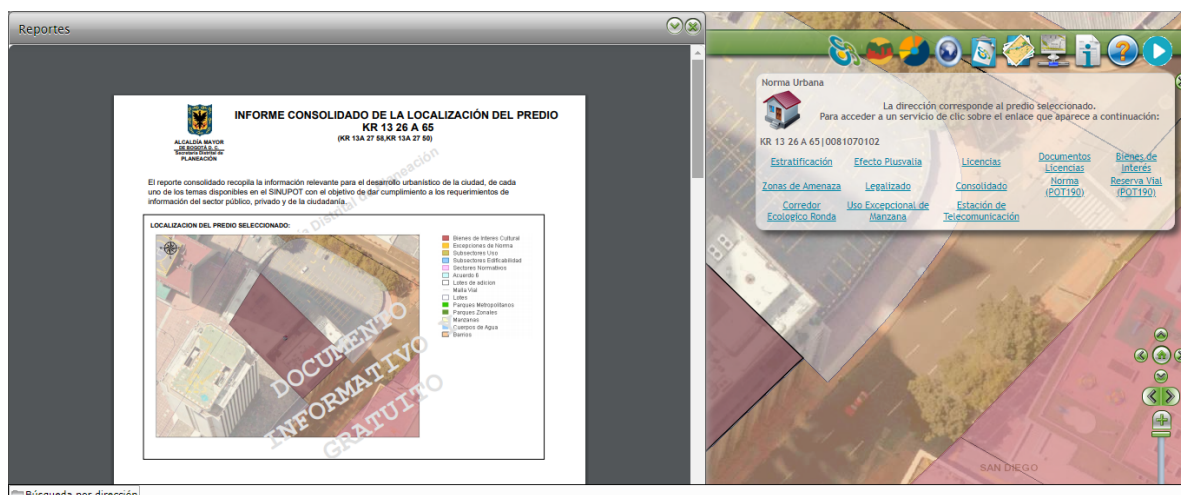 Reportes
ALCALDÍA MAYOR
DE BOGOTÁ D. C.
Secretaría Distrital de
PLANEACIÓN
INFORME CONSOLIDADO DE LA LOCALIZACIÓN DEL PREDIO
KR 13 26 A 65
(KR 13A 27 58,KR 13A 27 50)
El reporte consolidado recopila la información relevante para el desarrollo urbanístico de la ciudad, de cada
uno de los temas disponibles en el SINUPOT con el objetivo de dar cumplimiento a los requerimientos de
información del sector público, privado y de la ciudadanía.
LOCALIZACION DEL PREDIO SELECCIONADO:
Bienes de Interes Cultural
Excepciones de Norma
Subsectores Uso
Subsectores Edificabilidad
Sectores Normativos
Acuerdo 6
Lotes de adicion
Malla Vial
Lotes
Parques Metropolitanos
Parques Zonales
Manzanas
Cuerpos de Agua
Barrios
DOCUMENTO
INFORMATIVO
GRATUITO
Norma Urbana
La dirección corresponde al predio seleccionado.
Para acceder a un servicio de clic sobre el enlace que aparece a continuación:
KR 13 26 A 65|0081070102
Estratificación Efecto Plusvalia Licencias Documentos Licencias Bienes de Interés
Zonas de Amenaza Legalizado Consolidado Norma (POT190) Reserva Vial (POT190)
Corredor Ecologico Ronda Uso Excepcional de Manzana Estación de Telecomunicación
SAN DIEGO
Búsqueda por dirección